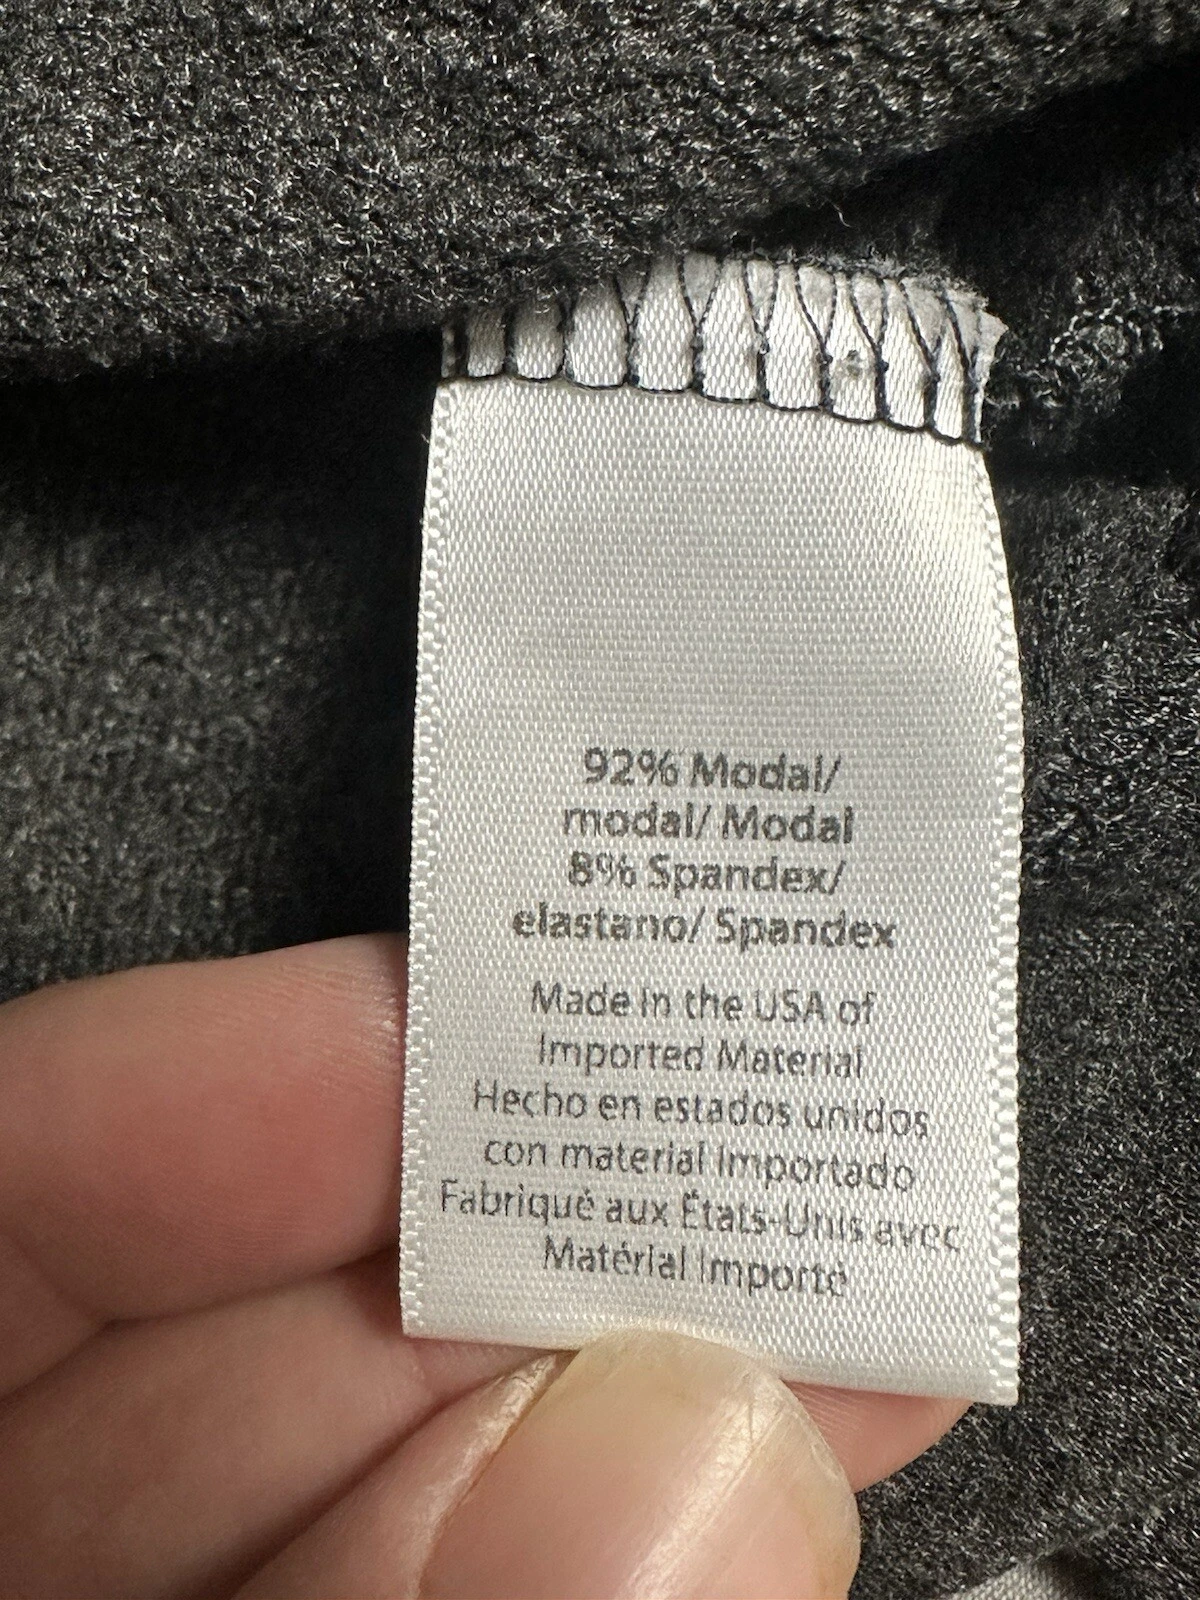 92% Modal/
modal/ Modal
8% Spandex/
elastano/ Spandex
Made in the USA of
Imported Material
Hecho en estados unidos
con material importado
Fabriqué aux États-Unis avec
Matérial Importé